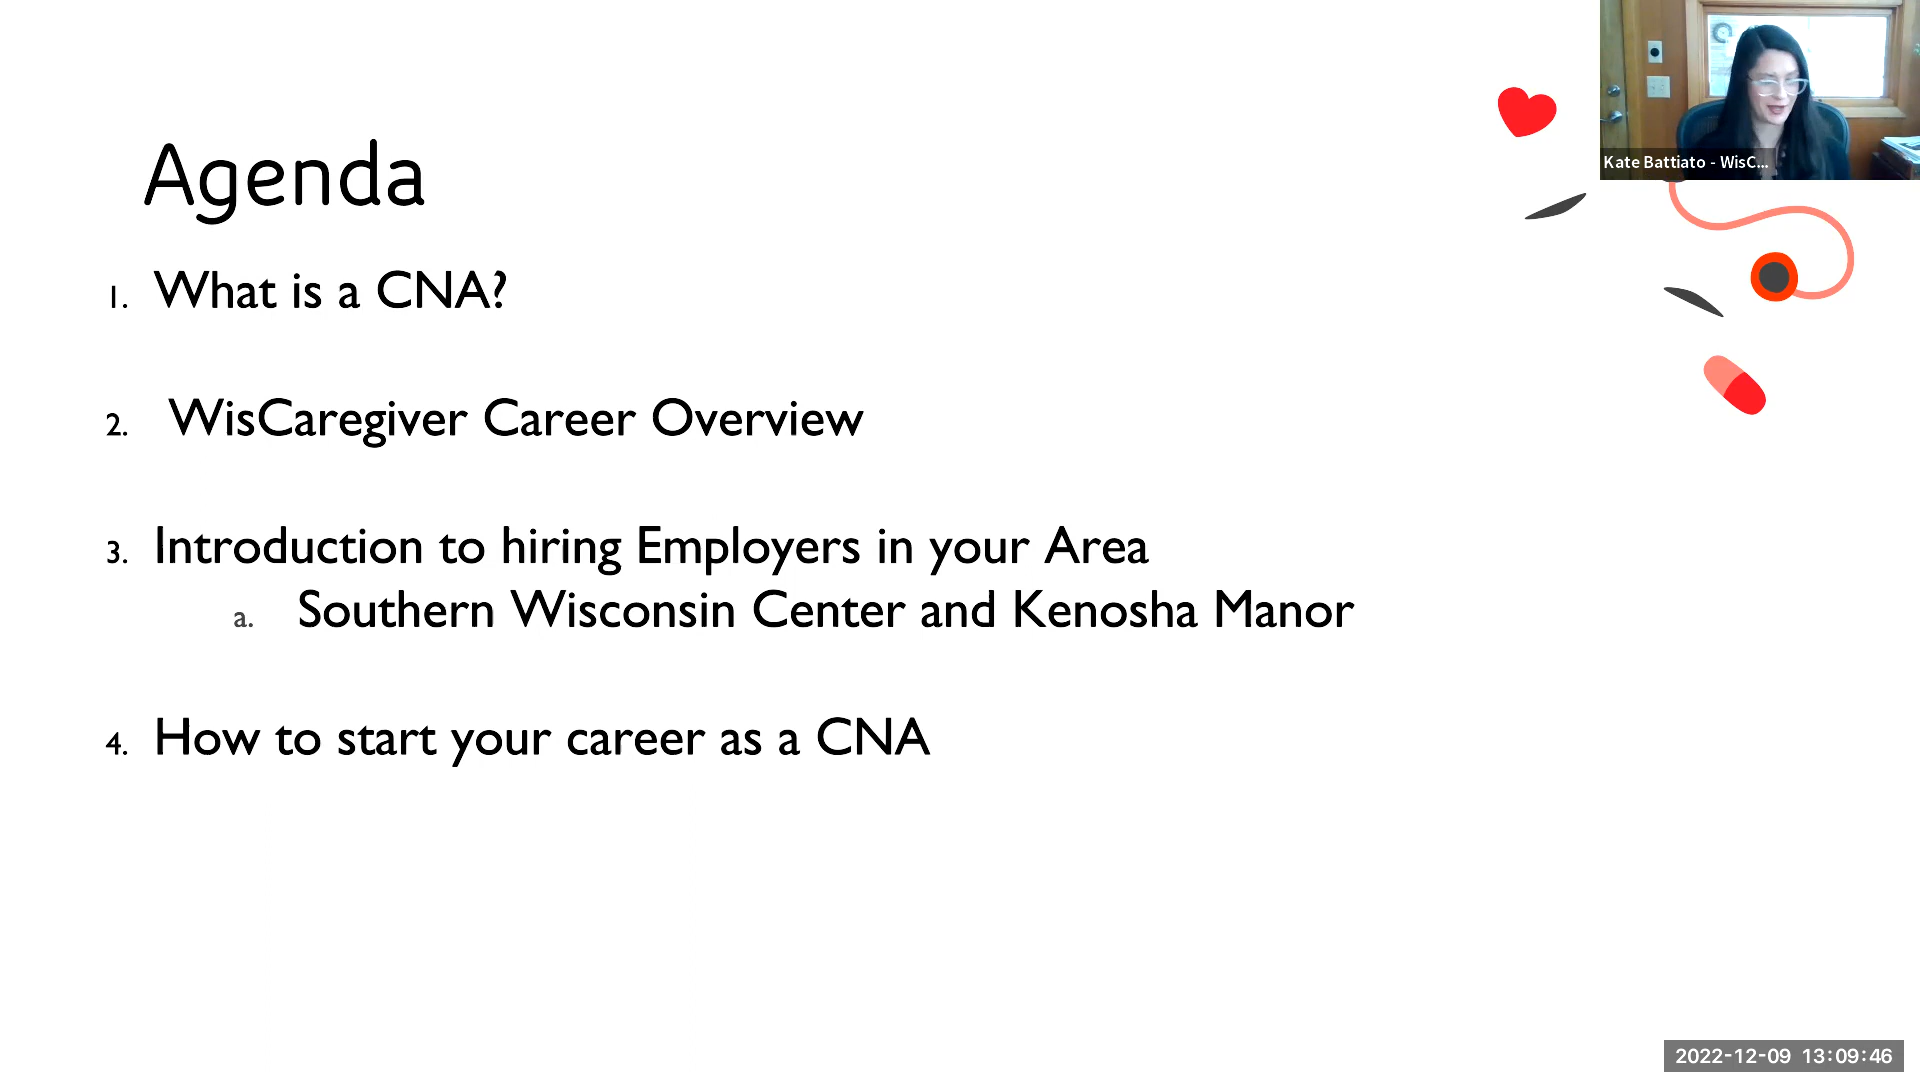 Agenda
1. What is a CNA?
2. WisCaregiver Career Overview
3. Introduction to hiring Employers in your Area
a. Southern Wisconsin Center and Kenosha Manor
4. How to start your career as a CNA
Kate Battiato - WisC...
2022-12-09 13:09:46